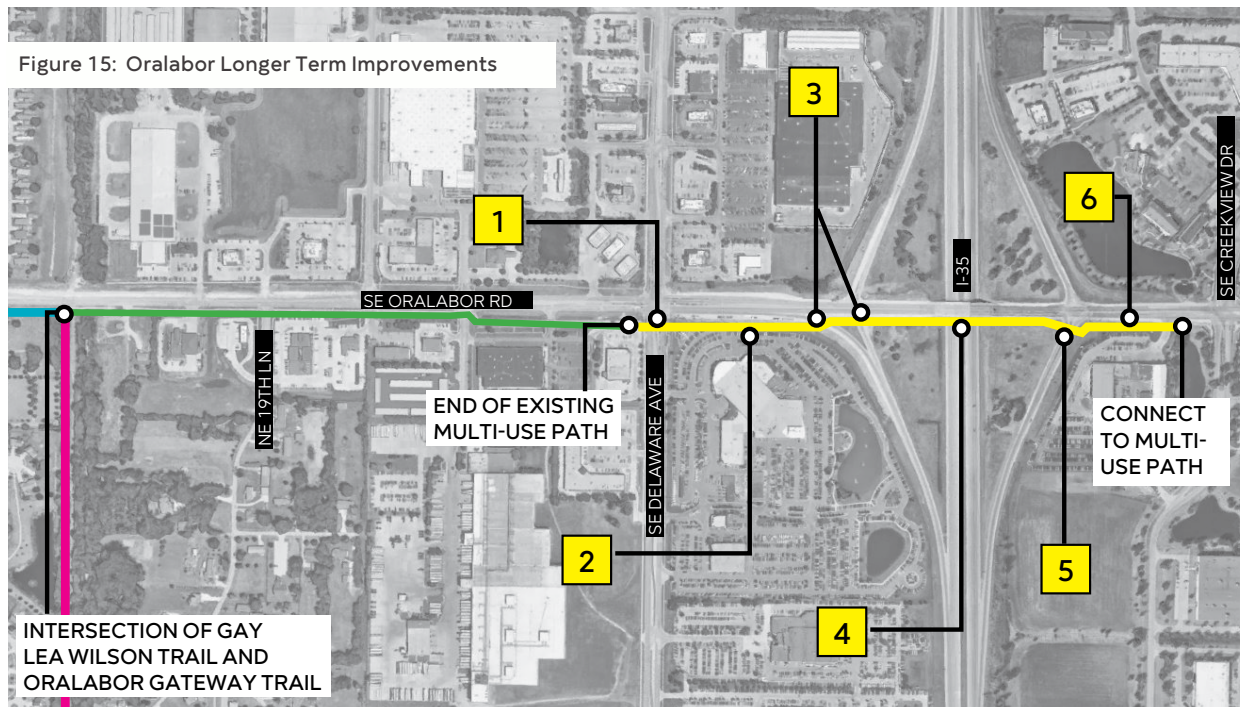 Figure 15: Oralabor Longer Term Improvements
3
SE CREEKVIEW DR
6
1
I-35
SE ORALABOR RD
NE 19TH LN
END OF EXISTING
MULTI-USE PATH
SE DELAWARE AVE
CONNECT
TO MULTI-
USE PATH
2
5
4
INTERSECTION OF GAY
LEA WILSON TRAIL AND
ORALABOR GATEWAY TRAIL